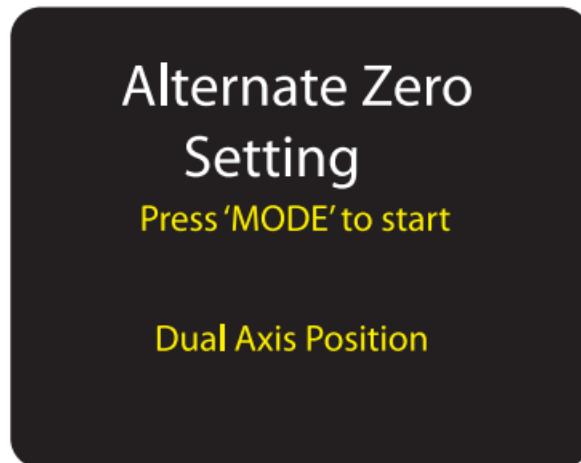 Alternate Zero
Setting
Press 'MODE' to start
Dual Axis Position